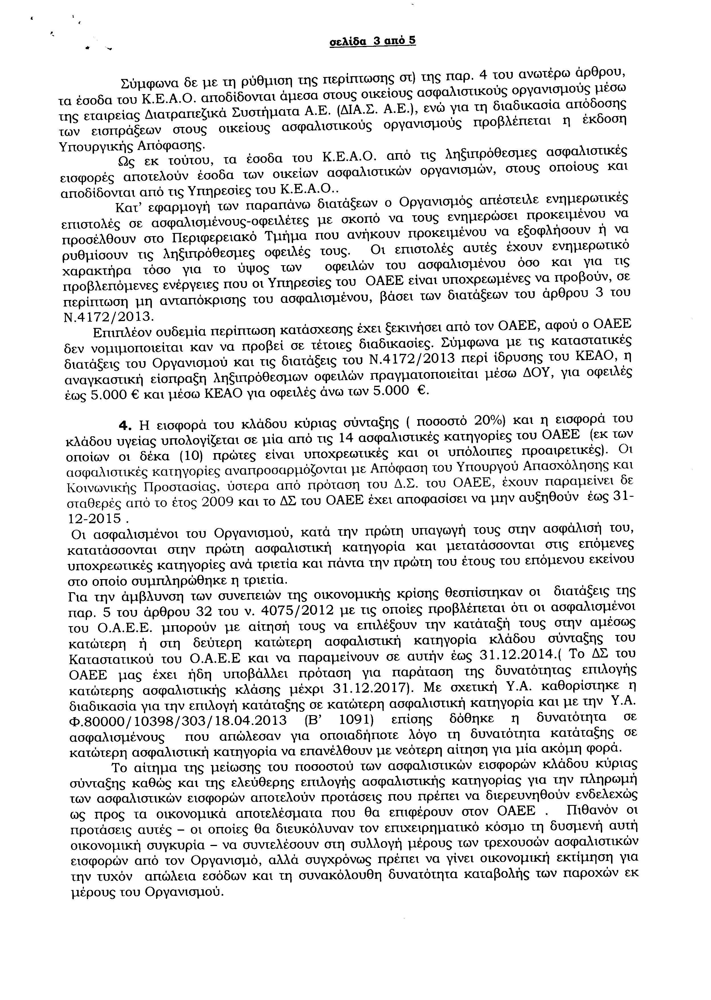 σελίδα 3 από 5
Σύμφωνα δε με τη ρύθμιση της περίπτωσης στ) της παρ. 4 του ανωτέρω άρθρου,
τα έσοδα του Κ.Ε.Α.Ο. αποδίδονται άμεσα στους οικείους ασφαλιστικούς οργανισμούς μέσω
της εταιρείας Διατραπεζικά Συστήματα Α.Ε. (ΔΙΑ.Σ. Α.Ε.), ενώ για τη διαδικασία απόδοσης
των εισπράξεων στους οικείους ασφαλιστικούς οργανισμούς προβλέπεται η έκδοση
Υπουργικής Απόφασης.
Ως εκ τούτου, τα έσοδα του Κ.Ε.Α.Ο. από τις ληξιπρόθεσμες ασφαλιστικές
εισφορές αποτελούν έσοδα των οικείων ασφαλιστικών οργανισμών, στους οποίους και
αποδίδονται από τις Υπηρεσίες του Κ.Ε.Α.Ο..
Κατ’ εφαρμογή των παραπάνω διατάξεων ο Οργανισμός απέστειλε ενημερωτικές
επιστολές σε ασφαλισμένους-οφειλέτες με σκοπό να τους ενημερώσει προκειμένου να
προσέλθουν στο Περιφερειακό Τμήμα που ανήκουν προκειμένου να εξοφλήσουν ή να
ρυθμίσουν τις ληξιπρόθεσμες οφειλές τους. Οι επιστολές αυτές έχουν ενημερωτικό
χαρακτήρα τόσο για το ύψος των οφειλών του ασφαλισμένου όσο και για τις
προβλεπόμενες ενέργειες που οι Υπηρεσίες του ΟΑΕΕ είναι υποχρεωμένες να προβούν, σε
περίπτωση μη ανταπόκρισης του ασφαλισμένου, βάσει των διατάξεων του άρθρου 3 του
Ν.4172/2013.
Επιπλέον ουδεμία περίπτωση κατάσχεσης έχει ξεκινήσει από τον ΟΑΕΕ, αφού ο ΟΑΕΕ
δεν νομιμοποιείται καν να προβεί σε τέτοιες διαδικασίες. Σύμφωνα με τις καταστατικές
διατάξεις του Οργανισμού και τις διατάξεις του Ν.4172/2013 περί ίδρυσης του ΚΕΑΟ, η
αναγκαστική είσπραξη ληξιπρόθεσμων οφειλών πραγματοποιείται μέσω ΔΟΥ, για οφειλές
έως 5.000 € και μέσω ΚΕΑΟ για οφειλές άνω των 5.000 €.
4. Η εισφορά του κλάδου κύριας σύνταξης ( ποσοστό 20%) και η εισφορά του
κλάδου υγείας υπολογίζεται σε μία από τις 14 ασφαλιστικές κατηγορίες του ΟΑΕΕ (εκ των
οποίων οι δέκα (10) πρώτες είναι υποχρεωτικές και οι υπόλοιπες προαιρετικές). Οι
ασφαλιστικές κατηγορίες αναπροσαρμόζονται με Απόφαση του Υπουργού Απασχόλησης και
Κοινωνικής Προστασίας, ύστερα από πρόταση του Δ.Σ. του ΟΑΕΕ, έχουν παραμείνει δε
σταθερές από το έτος 2009 και το ΔΣ του ΟΑΕΕ έχει αποφασίσει να μην αυξηθούν έως 31-
12-2015 .
Οι ασφαλισμένοι του Οργανισμού, κατά την πρώτη υπαγωγή τους στην ασφάλισή του,
κατατάσσονται στην πρώτη ασφαλιστική κατηγορία και μετατάσσονται στις επόμενες
υποχρεωτικές κατηγορίες ανά τριετία και πάντα την πρώτη του έτους του επόμενου εκείνου
στο οποίο συμπληρώθηκε η τριετία.
Για την άμβλυνση των συνεπειών της οικονομικής κρίσης θεσπίστηκαν οι διατάξεις της
παρ. 5 του άρθρου 32 του ν. 4075/2012 με τις οποίες προβλέπεται ότι οι ασφαλισμένοι
του Ο.Α.Ε.Ε. μπορούν με αίτησή τους να επιλέξουν την κατάταξή τους στην αμέσως
κατώτερη ή στη δεύτερη κατώτερη ασφαλιστική κατηγορία κλάδου σύνταξης του
Καταστατικού του Ο.Α.Ε.Ε και να παραμείνουν σε αυτήν έως 31.12.2014.( Το ΔΣ του
ΟΑΕΕ μας έχει ήδη υποβάλλει πρόταση για παράταση της δυνατότητας επιλογής
κατώτερης ασφαλιστικής κλάσης μέχρι 31.12.2017). Με σχετική Υ.Α. καθορίστηκε η
διαδικασία για την επιλογή κατάταξης σε κατώτερη ασφαλιστική κατηγορία και με την Υ.Α.
Φ.80000/10398/303/18.04.2013 (Β’ 1091) επίσης δόθηκε η δυνατότητα σε
ασφαλισμένους που απώλεσαν για οποιαδήποτε λόγο τη δυνατότητα κατάταξης σε
κατώτερη ασφαλιστική κατηγορία να επανέλθουν με νεότερη αίτηση για μία ακόμη φορά.
Το αίτημα της μείωσης του ποσοστού των ασφαλιστικών εισφορών κλάδου κύριας
σύνταξης καθώς και της ελεύθερης επιλογής ασφαλιστικής κατηγορίας για την πληρωμή
των ασφαλιστικών εισφορών αποτελούν προτάσεις που πρέπει να διερευνηθούν ενδελεχώς
ως προς τα οικονομικά αποτελέσματα που θα επιφέρουν στον ΟΑΕΕ . Πιθανόν οι
προτάσεις αυτές – οι οποίες θα διευκόλυναν τον επιχειρηματικό κόσμο τη δυσμενή αυτή
οικονομική συγκυρία – να συντελέσουν στη συλλογή μέρους των τρεχουσών ασφαλιστικών
εισφορών από τον Οργανισμό, αλλά συγχρόνως πρέπει να γίνει οικονομική εκτίμηση για
την τυχόν απώλεια εσόδων και τη συνακόλουθη δυνατότητα καταβολής των παροχών εκ
μέρους του Οργανισμού.